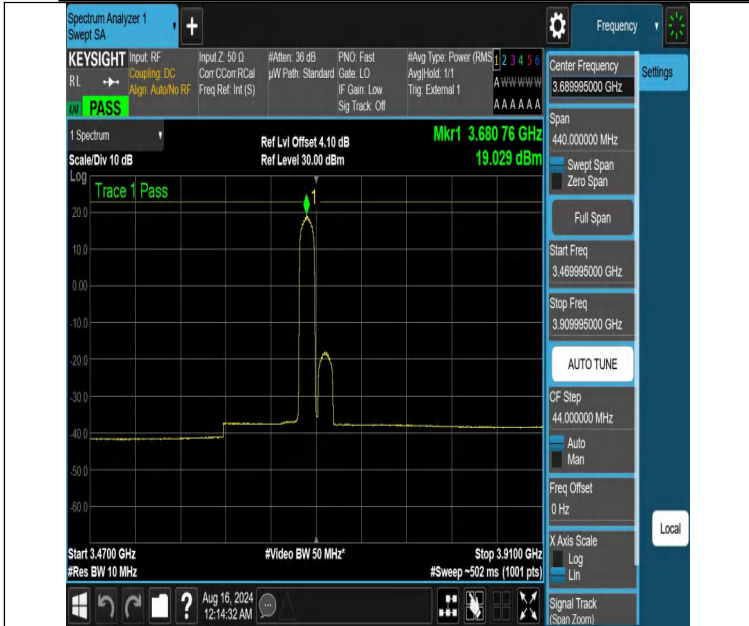 Spectrum Analyzer 1
Swept SA
Frequency
KEYSIGHT
RL
LXI
PASS
Input: RF
Coupling: DC
Align: Auto/No RF
Input Z: 50 Ω
Corr CCorr RCal
Freq Ref: Int (S)
#Atten: 36 dB
µW Path: Standard
PNO: Fast
Gate: LO
IF Gain: Low
Sig Track: Off
#Avg Type: Power (RMS
Avg|Hold: 1/1
Trig: External 1
1 2 3 4 5 6
A W W W W W
A A A A A A
1 Spectrum
Scale/Div 10 dB
Ref Lvl Offset 4.10 dB
Ref Level 30.00 dBm
Mkr1 3.680 76 GHz
19.029 dBm
Log
Trace 1 Pass
1
20.0
10.0
0.00
-10.0
-20.0
-30.0
-40.0
-50.0
-60.0
Start 3.4700 GHz
#Res BW 10 MHz
#Video BW 50 MHz*
Stop 3.9100 GHz
#Sweep ~502 ms (1001 pts)
?
Aug 16, 2024
12:14:32 AM
Center Frequency
3.689995000 GHz
Settings
Span
440.000000 MHz
Swept Span
Zero Span
Full Span
Start Freq
3.469995000 GHz
Stop Freq
3.909995000 GHz
AUTO TUNE
CF Step
44.000000 MHz
Auto
Man
Freq Offset
0 Hz
X Axis Scale
Log
Lin
Local
Signal Track
(Span Zoom)